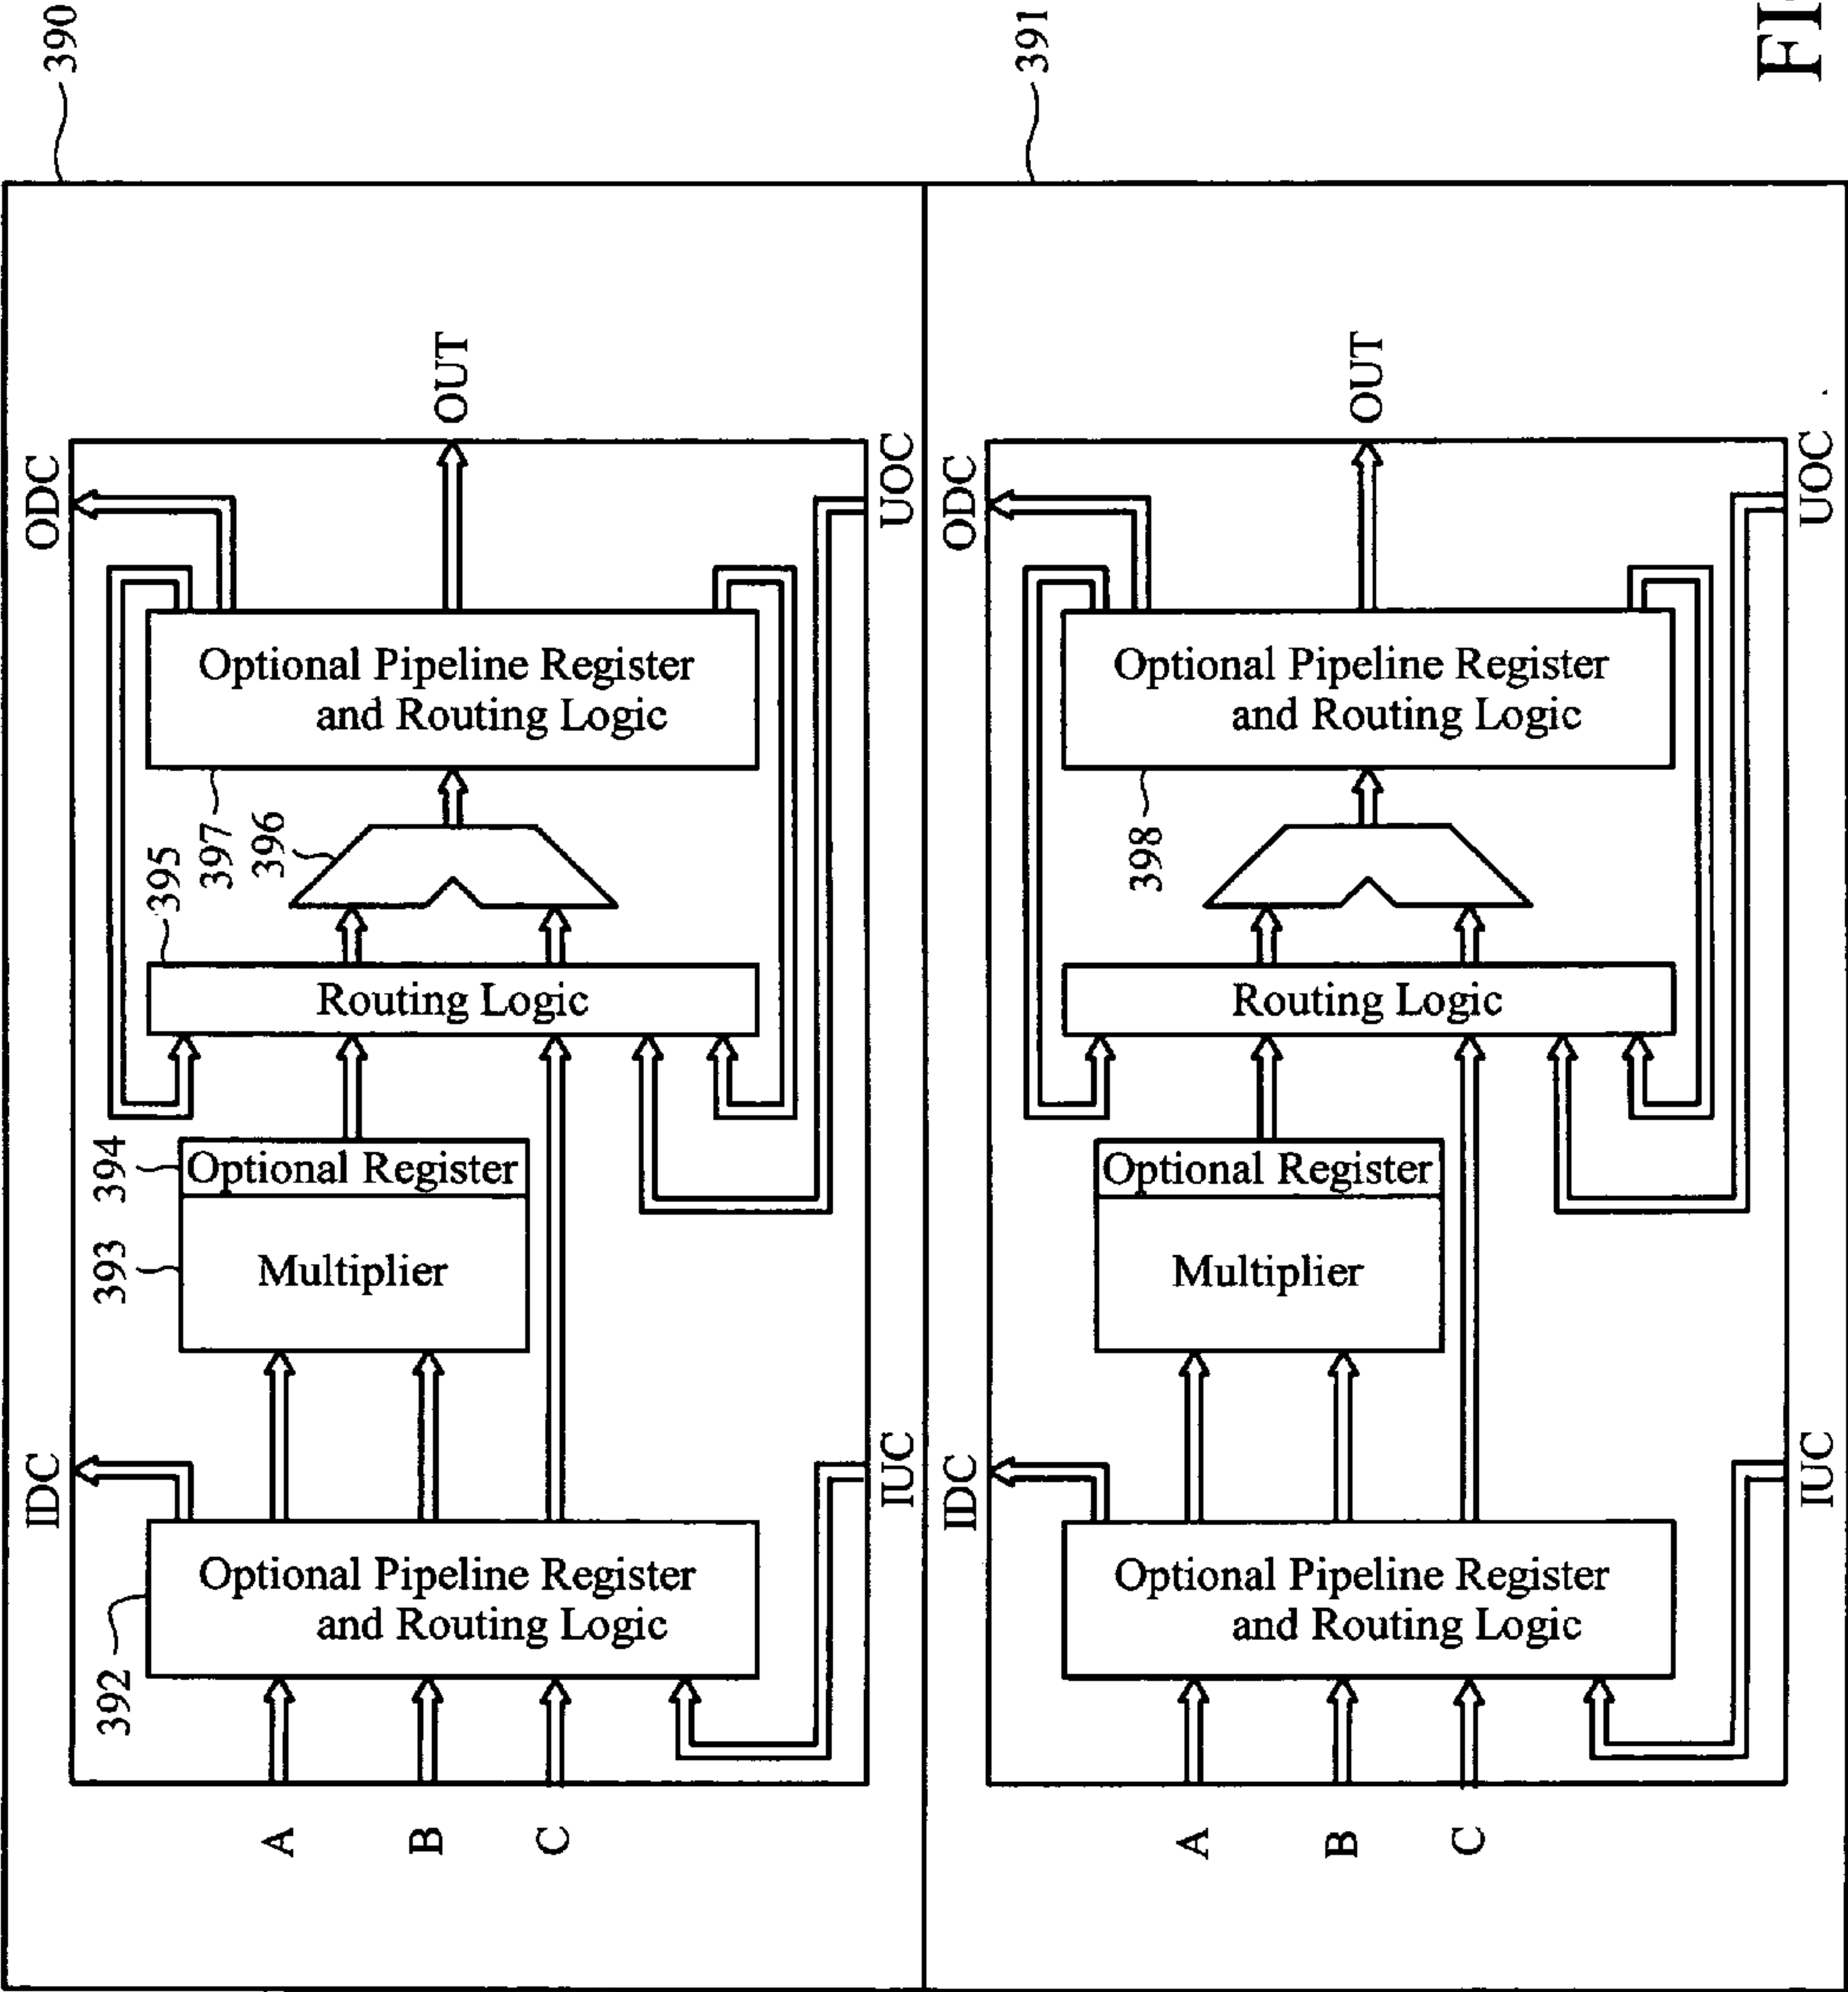 390
ODC
OUT
UOC
Optional Pipeline Register
and Routing Logic
397
396
395
Routing Logic
394
Optional Register
393
Multiplier
IDC
IUC
Optional Pipeline Register
and Routing Logic
392
A
B
C
391
ODC
OUT
UOC
Optional Pipeline Register
and Routing Logic
398
Routing Logic
Optional Register
Multiplier
IDC
IUC
Optional Pipeline Register
and Routing Logic
A
B
C